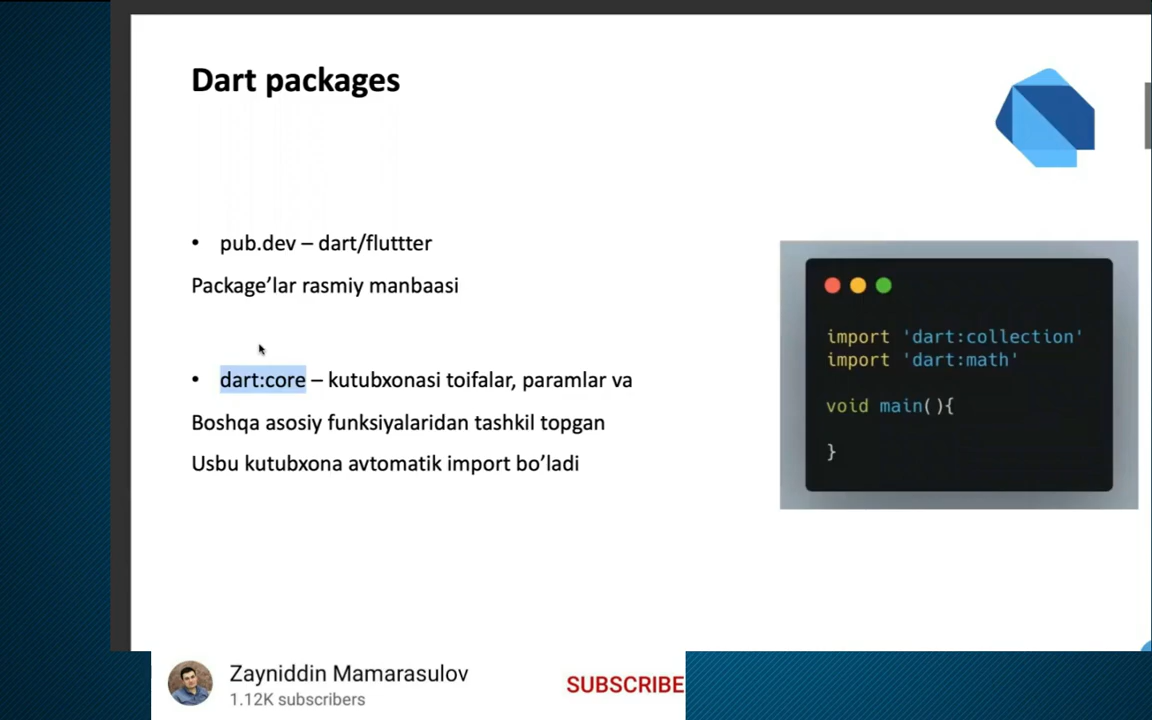 Dart packages
• pub.dev – dart/fluttter
Package’lar rasmiy manbaasi
• dart:core – kutubxonasi toifalar, paramlar va
Boshqa asosiy funksiyalaridan tashkil topgan
Usbu kutubxona avtomatik import bo’ladi
import 'dart:collection'
import 'dart:math'
void main(){
}
Zayniddin Mamarasulov
1.12K subscribers
SUBSCRIBE